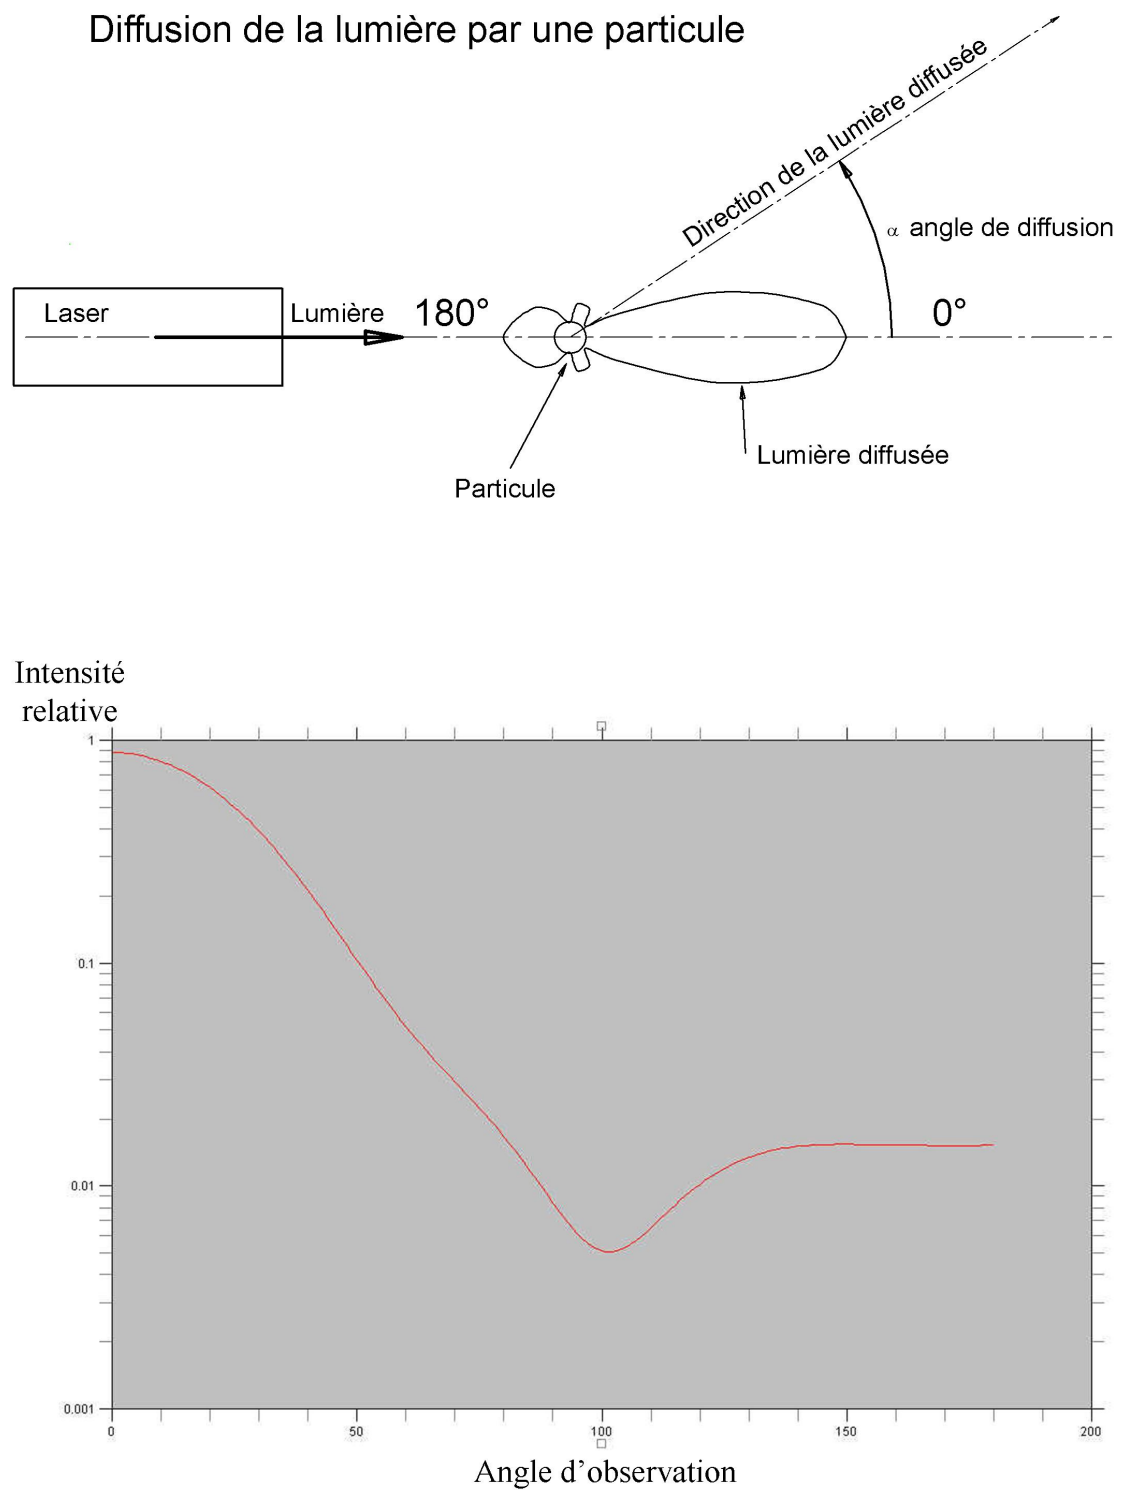 Diffusion de la lumière par une particule
Direction de la lumière diffusée
α angle de diffusion
Laser
Lumière
180°
0°
Lumière diffusée
Particule
Intensité
relative
1
0.1
0.01
0.001
0 50 100 150 200
Angle d'observation